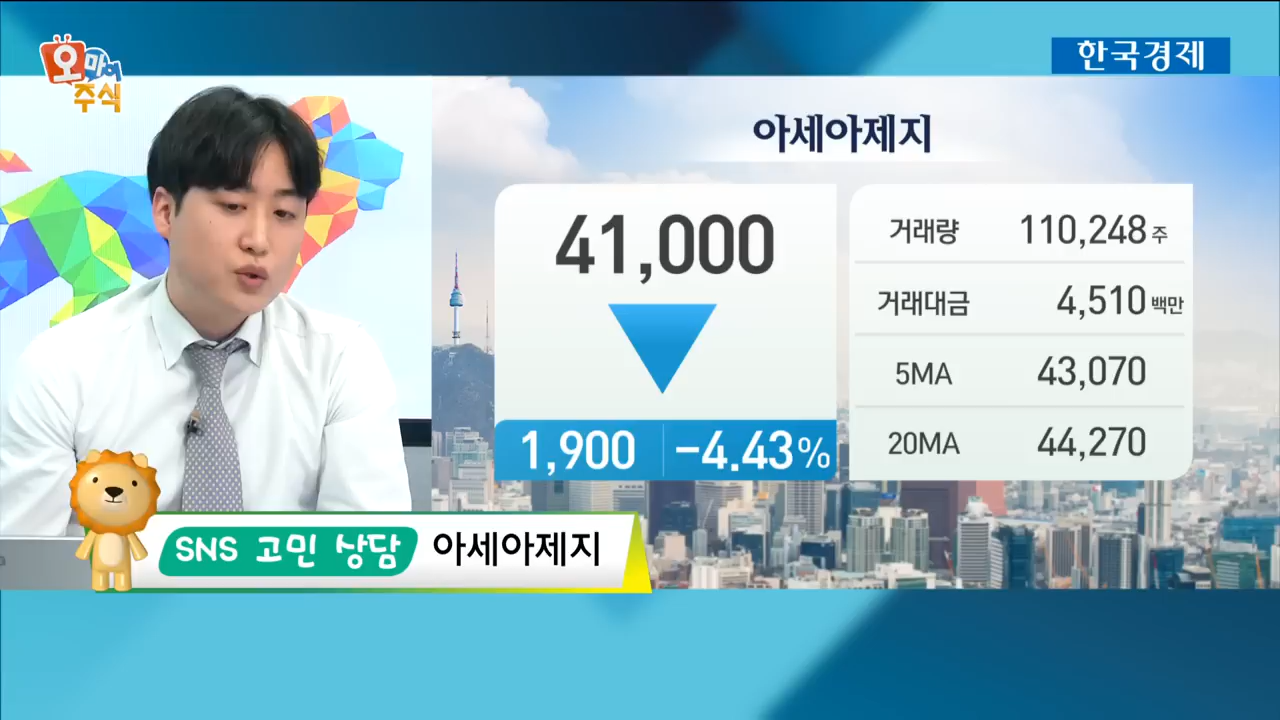 오마이
주식
한국경제
아세아제지
41,000
1,900 -4.43%
거래량 110,248 주
거래대금 4,510 백만
5MA 43,070
20MA 44,270
SNS 고민 상담 아세아제지